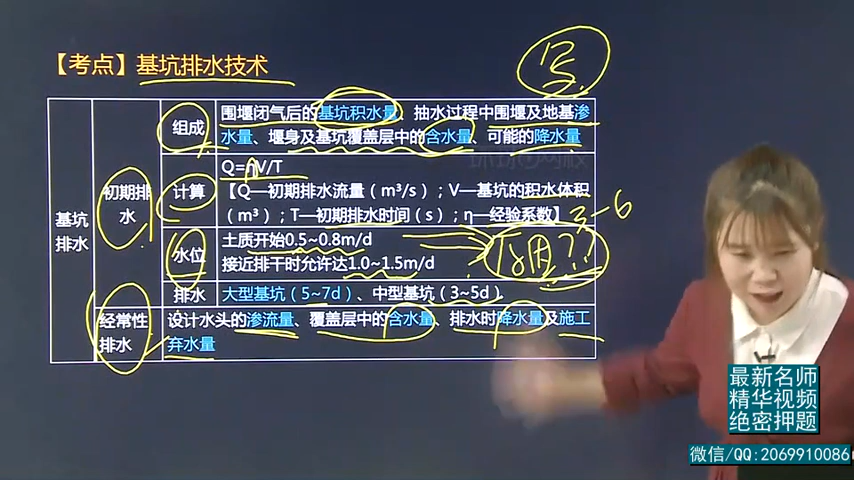 【考点】基坑排水技术
基坑排水
初期排水
组成
围堰闭气后的基坑积水量、抽水过程中围堰及地基渗
水量、堰身及基坑覆盖层中的含水量、可能的降水量
计算
Q=ηV/T
【Q—初期排水流量（m³/s）；V—基坑的积水体积
（m³）；T—初期排水时间（s）；η—经验系数】
3-6
水位
土质开始0.5~0.8m/d
接近排干时允许达1.0~1.5m/d
排水
大型基坑（5~7d）、中型基坑（3~5d）
经常性排水
设计水头的渗流量、覆盖层中的含水量、排水时降水量及施工
弃水量
最新名师
精华视频
绝密押题
微信/QQ:2069910086